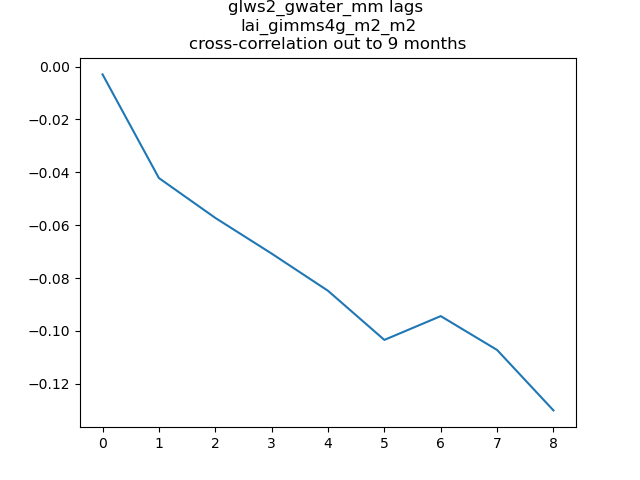 glws2_gwater_mm lags
lai_gimms4g_m2_m2
cross-correlation out to 9 months
0.00
−0.02
−0.04
−0.06
−0.08
−0.10
−0.12
0 1 2 3 4 5 6 7 8